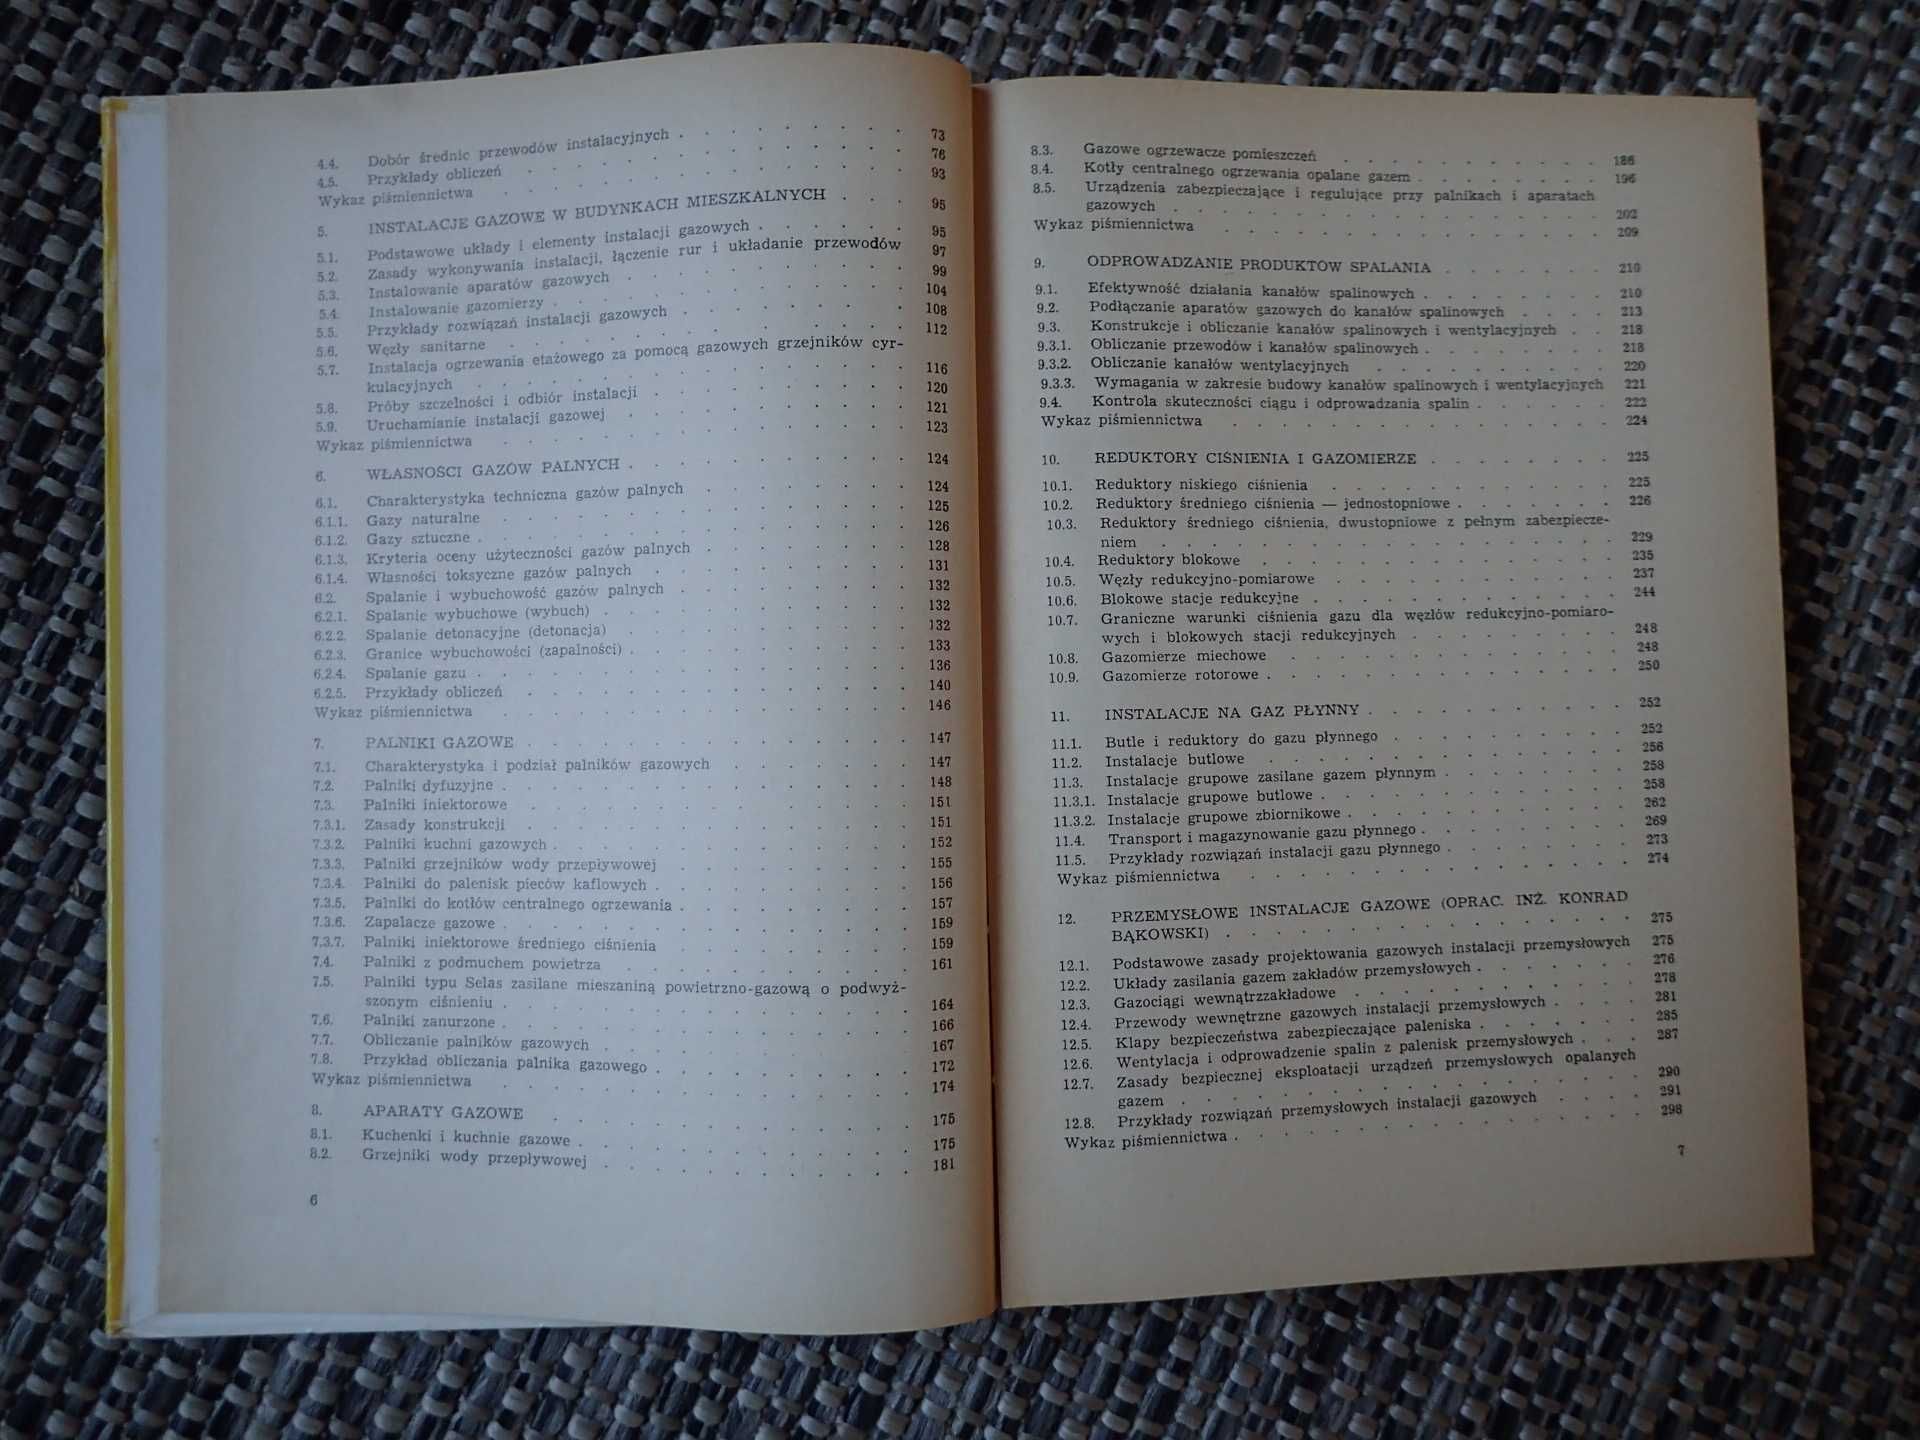 4.4. Dobór średnic przewodów instalacyjnych . . . . . . . . 73
4.5. Przykłady obliczeń . . . . . . . . 76
Wykaz piśmiennictwa . . . . . . . . 93
5. INSTALACJE GAZOWE W BUDYNKACH MIESZKALNYCH . . . 95
5.1. Podstawowe układy i elementy instalacji gazowych . . . . . . 95
5.2. Zasady wykonywania instalacji, łączenie rur i układanie przewodów 97
5.3. Instalowanie aparatów gazowych . . . . . . . . 99
5.4. Instalowanie gazomierzy . . . . . . . . 104
5.5. Przykłady rozwiązań instalacji gazowych . . . . . . . . 108
5.6. Węzły sanitarne . . . . . . . . 112
5.7. Instalacja ogrzewania etażowego za pomocą gazowych grzejników cyr-
kulacyjnych . . . . . . . . 116
5.8. Próby szczelności i odbiór instalacji . . . . . . . . 120
5.9. Uruchamianie instalacji gazowej . . . . . . . . 121
Wykaz piśmiennictwa . . . . . . . . 123
6. WŁASNOŚCI GAZÓW PALNYCH . . . . . . . . 124
6.1. Charakterystyka techniczna gazów palnych . . . . . . . . 124
6.1.1. Gazy naturalne . . . . . . . . 125
6.1.2. Gazy sztuczne . . . . . . . . 126
6.1.3. Kryteria oceny użyteczności gazów palnych . . . . . . . . 128
6.1.4. Własności toksyczne gazów palnych . . . . . . . . 131
6.2. Spalanie i wybuchowość gazów palnych . . . . . . . . 132
6.2.1. Spalanie wybuchowe (wybuch) . . . . . . . . 132
6.2.2. Spalanie detonacyjne (detonacja) . . . . . . . . 132
6.2.3. Granice wybuchowości (zapalności) . . . . . . . . 133
6.2.4. Spalanie gazu . . . . . . . . 136
6.2.5. Przykłady obliczeń . . . . . . . . 140
Wykaz piśmiennictwa . . . . . . . . 146
7. PALNIKI GAZOWE . . . . . . . . 147
7.1. Charakterystyka i podział palników gazowych . . . . . . . 147
7.2. Palniki dyfuzyjne . . . . . . . . 148
7.3. Palniki iniektorowe . . . . . . . . 151
7.3.1. Zasady konstrukcji . . . . . . . . 151
7.3.2. Palniki kuchni gazowych . . . . . . . . 152
7.3.3. Palniki grzejników wody przepływowej . . . . . . . . 155
7.3.4. Palniki do palenisk pieców kaflowych . . . . . . . . 156
7.3.5. Palniki do kotłów centralnego ogrzewania . . . . . . . . 157
7.3.6. Zapalacze gazowe . . . . . . . . 159
7.3.7. Palniki iniektorowe średniego ciśnienia . . . . . . . . 159
7.4. Palniki z podmuchem powietrza . . . . . . . . 161
7.5. Palniki typu Selas zasilane mieszaniną powietrzno-gazową o podwyż-
szonym ciśnieniu . . . . . . . . 164
7.6. Palniki zanurzone . . . . . . . . 166
7.7. Obliczanie palników gazowych . . . . . . . . 167
7.8. Przykład obliczania palnika gazowego . . . . . . . . 172
Wykaz piśmiennictwa . . . . . . . . 174
8. APARATY GAZOWE . . . . . . . . 175
8.1. Kuchenki i kuchnie gazowe . . . . . . . . 175
8.2. Grzejniki wody przepływowej . . . . . . . . 181
6
8.3. Gazowe ogrzewacze pomieszczeń . . . . . . . . 186
8.4. Kotły centralnego ogrzewania opalane gazem . . . . . . . . 196
8.5. Urządzenia zabezpieczające i regulujące przy palnikach i aparatach
gazowych . . . . . . . . 202
Wykaz piśmiennictwa . . . . . . . . 209
9. ODPROWADZANIE PRODUKTÓW SPALANIA . . . . . . 210
9.1. Efektywność działania kanałów spalinowych . . . . . . . 210
9.2. Podłączanie aparatów gazowych do kanałów spalinowych . . . . 213
9.3. Konstrukcje i obliczanie kanałów spalinowych i wentylacyjnych . . 218
9.3.1. Obliczanie przewodów i kanałów spalinowych . . . . . . . 218
9.3.2. Obliczanie kanałów wentylacyjnych . . . . . . . . 220
9.3.3. Wymagania w zakresie budowy kanałów spalinowych i wentylacyjnych 221
9.4. Kontrola skuteczności ciągu i odprowadzania spalin . . . . . . 222
Wykaz piśmiennictwa . . . . . . . . 224
10. REDUKTORY CIŚNIENIA I GAZOMIERZE . . . . . . . 225
10.1. Reduktory niskiego ciśnienia . . . . . . . . 225
10.2. Reduktory średniego ciśnienia — jednostopniowe . . . . . . . 226
10.3. Reduktory średniego ciśnienia, dwustopniowe z pełnym zabezpiecze-
niem . . . . . . . . 229
10.4. Reduktory blokowe . . . . . . . . 235
10.5. Węzły redukcyjno-pomiarowe . . . . . . . . 237
10.6. Blokowe stacje redukcyjne . . . . . . . . 244
10.7. Graniczne warunki ciśnienia gazu dla węzłów redukcyjno-pomiaro-
wych i blokowych stacji redukcyjnych . . . . . . . . 248
10.8. Gazomierze miechowe . . . . . . . . 248
10.9. Gazomierze rotorowe . . . . . . . . 250
11. INSTALACJE NA GAZ PŁYNNY . . . . . . . . 252
11.1. Butle i reduktory do gazu płynnego . . . . . . . . 252
11.2. Instalacje butlowe . . . . . . . . 256
11.3. Instalacje grupowe zasilane gazem płynnym . . . . . . . 258
11.3.1. Instalacje grupowe butlowe . . . . . . . . 258
11.3.2. Instalacje grupowe zbiornikowe . . . . . . . . 262
11.4. Transport i magazynowanie gazu płynnego . . . . . . . . 269
11.5. Przykłady rozwiązań instalacji gazu płynnego . . . . . . . 273
Wykaz piśmiennictwa . . . . . . . . 274
12. PRZEMYSŁOWE INSTALACJE GAZOWE (OPRAC. INŻ. KONRAD
BĄKOWSKI) . . . . . . . . 275
12.1. Podstawowe zasady projektowania gazowych instalacji przemysłowych 275
12.2. Układy zasilania gazem zakładów przemysłowych . . . . . . 276
12.3. Gazociągi wewnątrzzakładowe . . . . . . . . 278
12.4. Przewody wewnętrzne gazowych instalacji przemysłowych . . . . 281
12.5. Klapy bezpieczeństwa zabezpieczające paleniska . . . . . . 285
12.6. Wentylacja i odprowadzenie spalin z palenisk przemysłowych . . . 287
12.7. Zasady bezpiecznej eksploatacji urządzeń przemysłowych opalanych
gazem . . . . . . . . 290
12.8. Przykłady rozwiązań przemysłowych instalacji gazowych . . . . 291
Wykaz piśmiennictwa . . . . . . . . 298
7